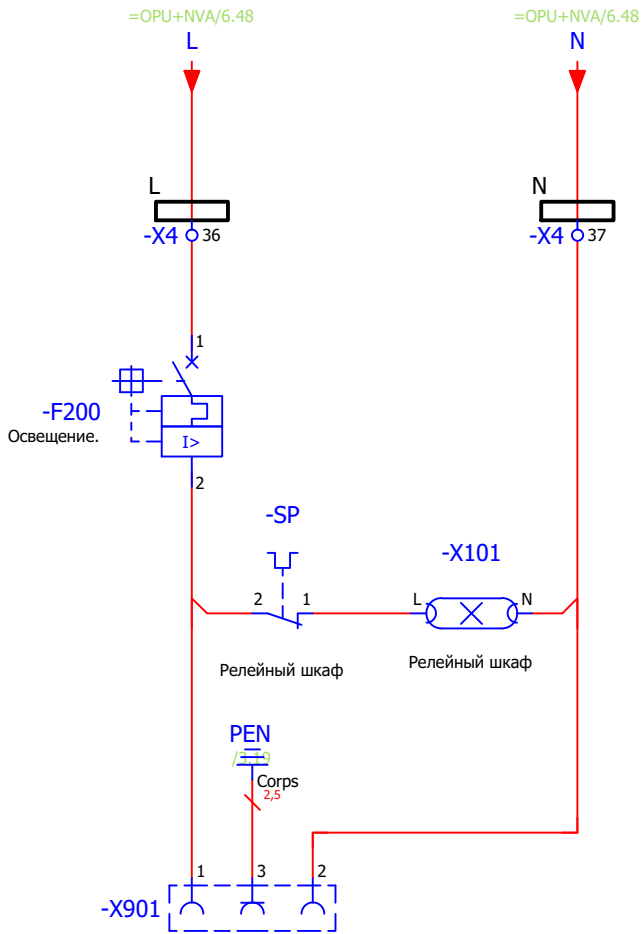 =OPU+NVA/6.48
=OPU+NVA/6.48
L
N
L
N
-X4
36
-X4
37
1
-F200
Освещение.
I>
2
-SP
-X101
2
1
L
N
Релейный шкаф
Релейный шкаф
PEN
/3.19
Corps
2,5
1
3
2
-X901